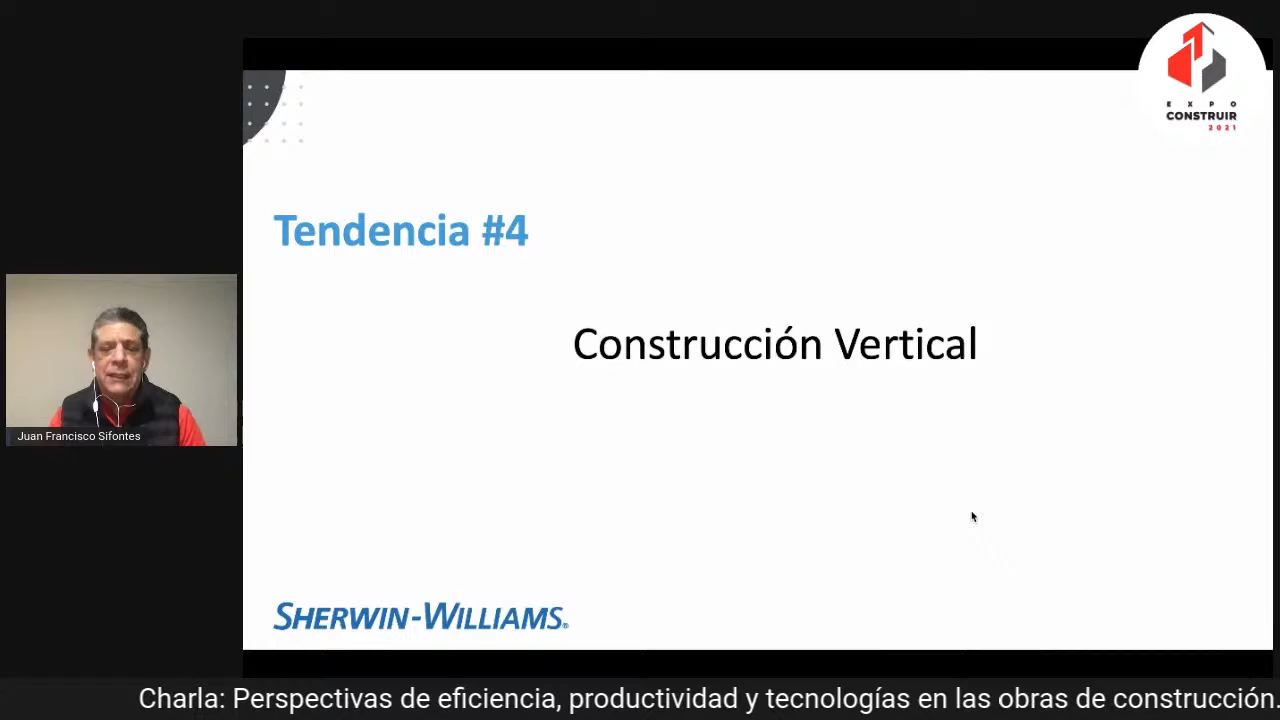 EXPO
CONSTRUIR
2021
Tendencia #4
Construcción Vertical
Juan Francisco Sifontes
SHERWIN-WILLIAMS®
Charla: Perspectivas de eficiencia, productividad y tecnologías en las obras de construcción.